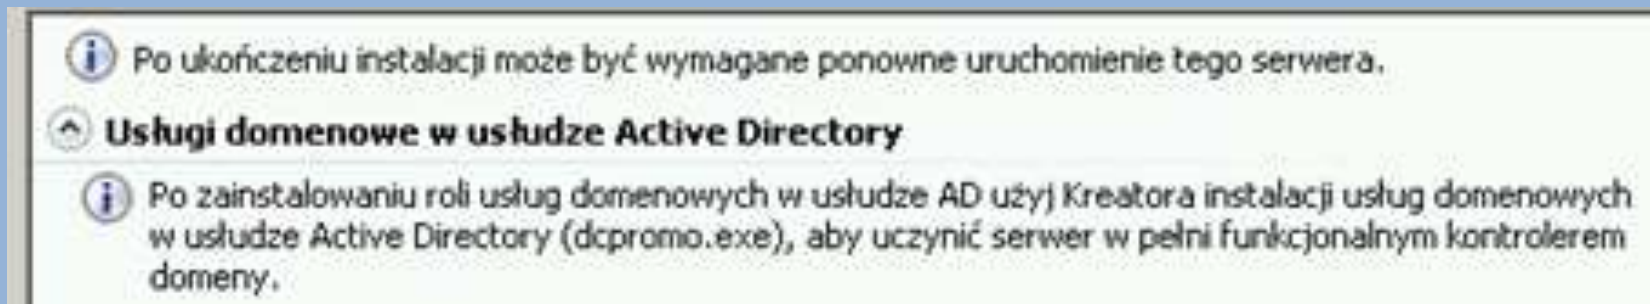 Po ukończeniu instalacji może być wymagane ponowne uruchomienie tego serwera.
Usługi domenowe w usłudze Active Directory
Po zainstalowaniu roli usług domenowych w usłudze AD użyj Kreatora instalacji usług domenowych
w usłudze Active Directory (dcpromo.exe), aby uczynić serwer w pełni funkcjonalnym kontrolerem
domeny.